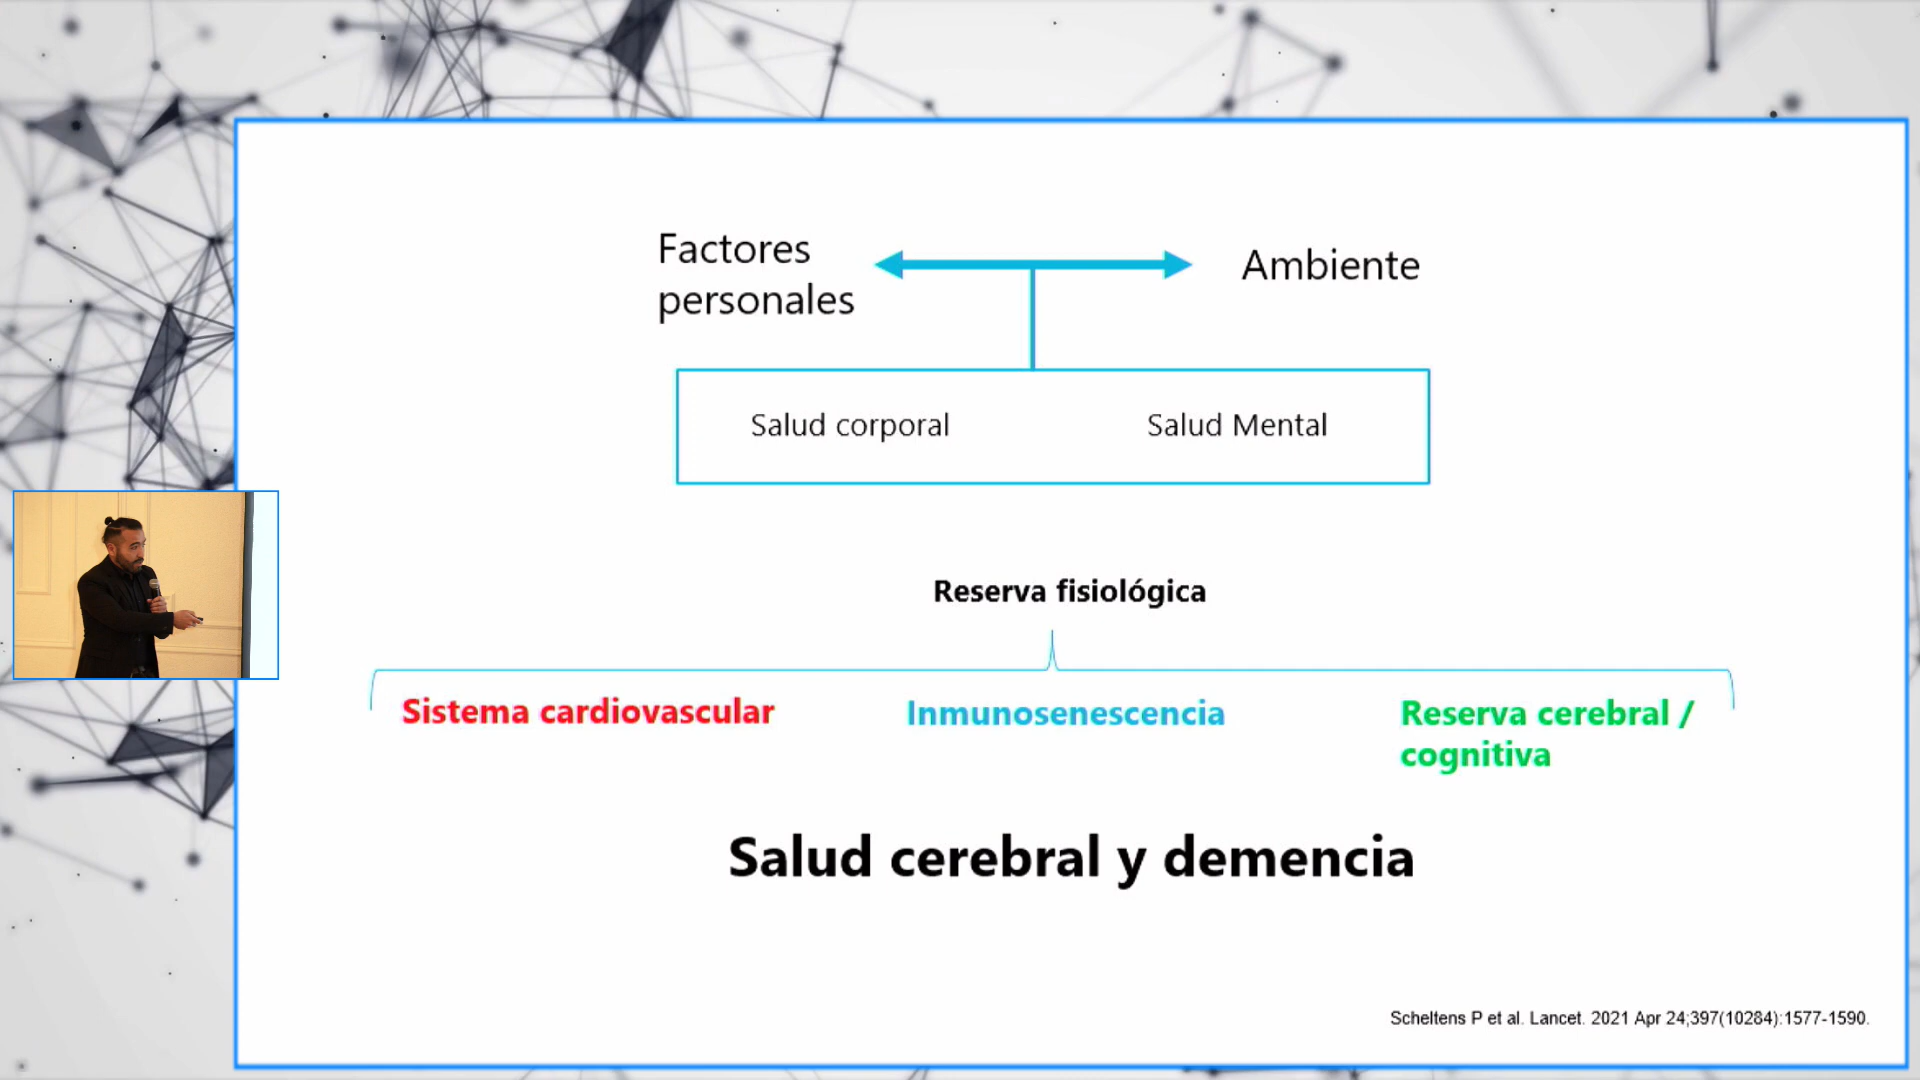 Factores
personales
Ambiente
Salud corporal
Salud Mental
Reserva fisiológica
Sistema cardiovascular
Inmunosenescencia
Reserva cerebral /
cognitiva
Salud cerebral y demencia
Scheltens P et al. Lancet. 2021 Apr 24;397(10284):1577-1590.